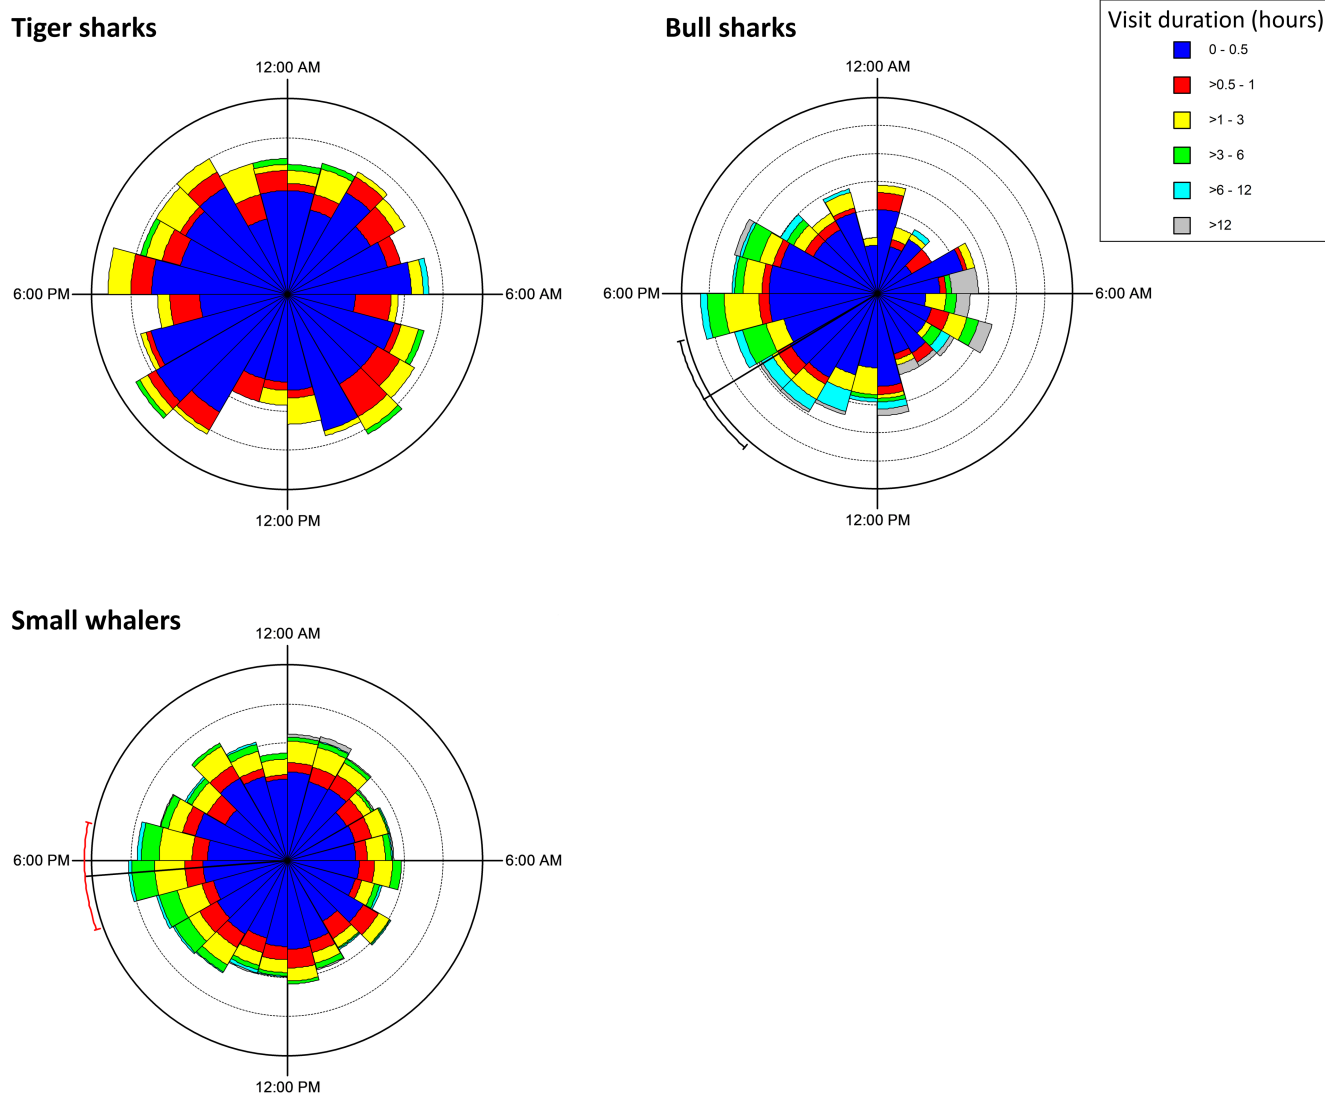 Tiger sharks
12:00 AM
6:00 PM
6:00 AM
12:00 PM
Bull sharks
12:00 AM
6:00 PM
6:00 AM
12:00 PM
Visit duration (hours)
0 - 0.5
>0.5 - 1
>1 - 3
>3 - 6
>6 - 12
>12
Small whalers
12:00 AM
6:00 PM
6:00 AM
12:00 PM